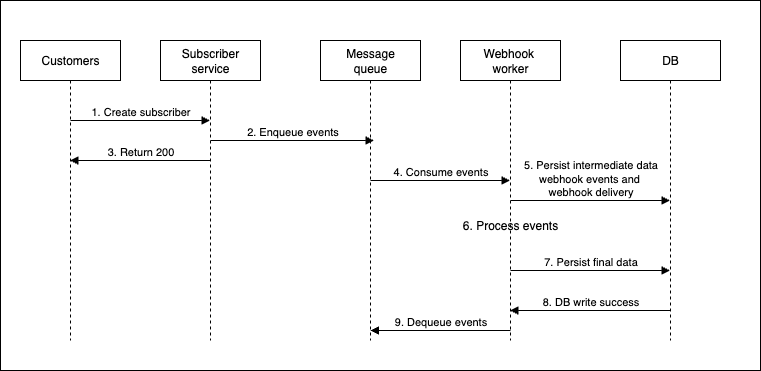 Customers
Subscriber
service
Message
queue
Webhook
worker
DB
1. Create subscriber
2. Enqueue events
3. Return 200
4. Consume events
5. Persist intermediate data
webhook events and
webhook delivery
6. Process events
7. Persist final data
8. DB write success
9. Dequeue events